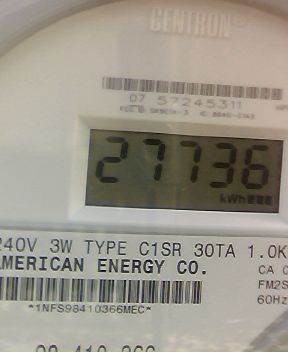 CENTRON
07 57245311
27736
kWh
240V 3W TYPE C1SR 30TA 1.0K
AMERICAN ENERGY CO.
CA 0
FM2S
60Hz
*1NFS98410366MEC*